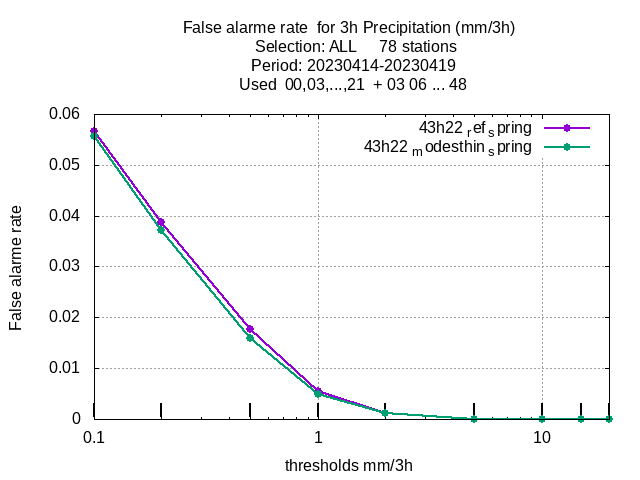 False alarme rate  for 3h Precipitation (mm/3h)
Selection: ALL     78 stations
Period: 20230414-20230419
Used  00,03,...,21  + 03 06 ... 48
43h22 ref spring
43h22 modesthin spring
0.06
0.05
0.04
0.03
0.02
0.01
0
False alarme rate
0.1
1
10
thresholds mm/3h